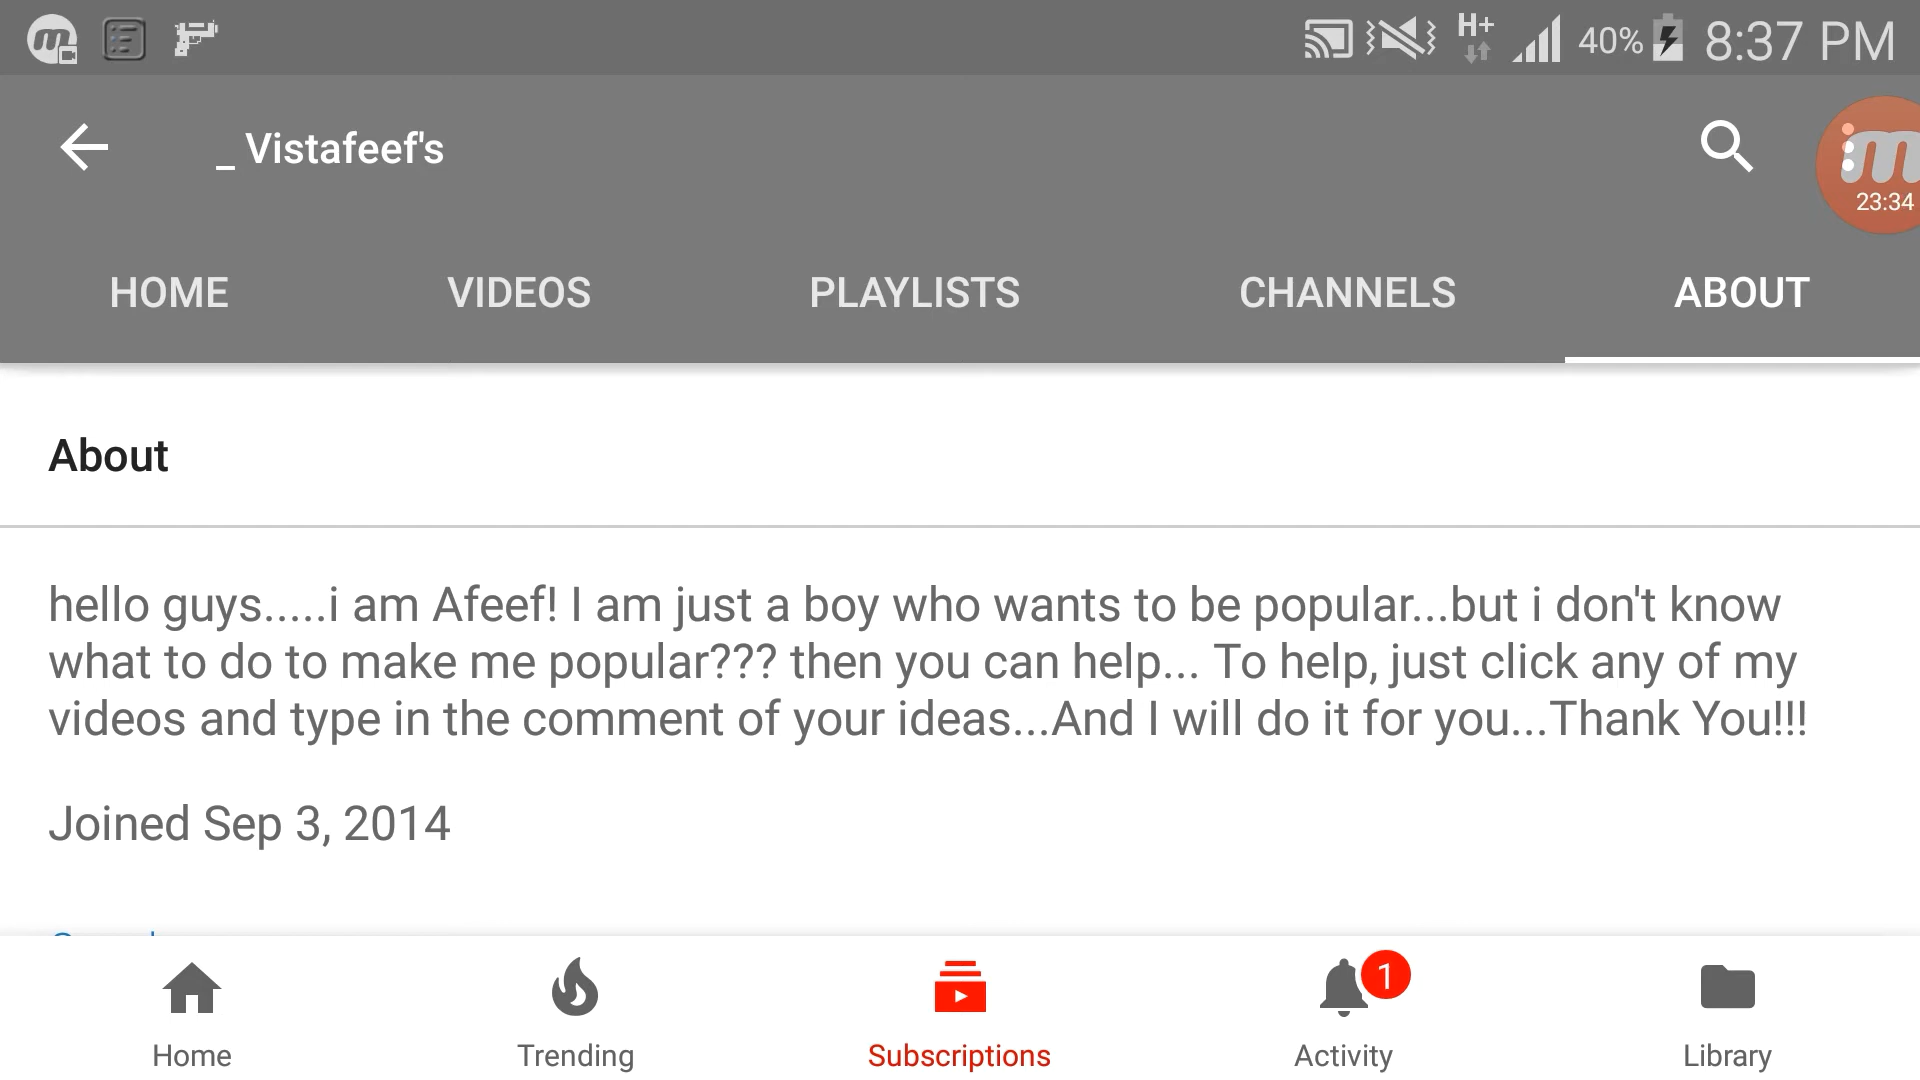 H+ 40% 8:37 PM
_ Vistafeef's
23:34
HOME VIDEOS PLAYLISTS CHANNELS ABOUT
About
hello guys.....i am Afeef! I am just a boy who wants to be popular...but i don't know
what to do to make me popular??? then you can help... To help, just click any of my
videos and type in the comment of your ideas...And I will do it for you...Thank You!!!
Joined Sep 3, 2014
1
Home Trending Subscriptions Activity Library